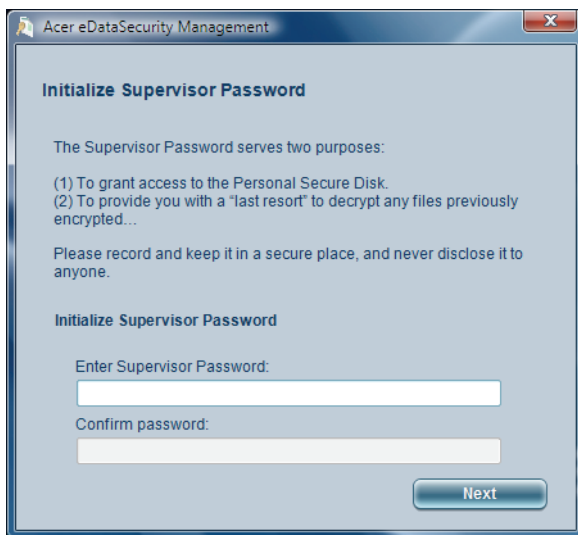 Acer eDataSecurity Management
Initialize Supervisor Password
The Supervisor Password serves two purposes:
(1) To grant access to the Personal Secure Disk.
(2) To provide you with a “last resort” to decrypt any files previously
encrypted...
Please record and keep it in a secure place, and never disclose it to
anyone.
Initialize Supervisor Password
Enter Supervisor Password:
Confirm password:
Next